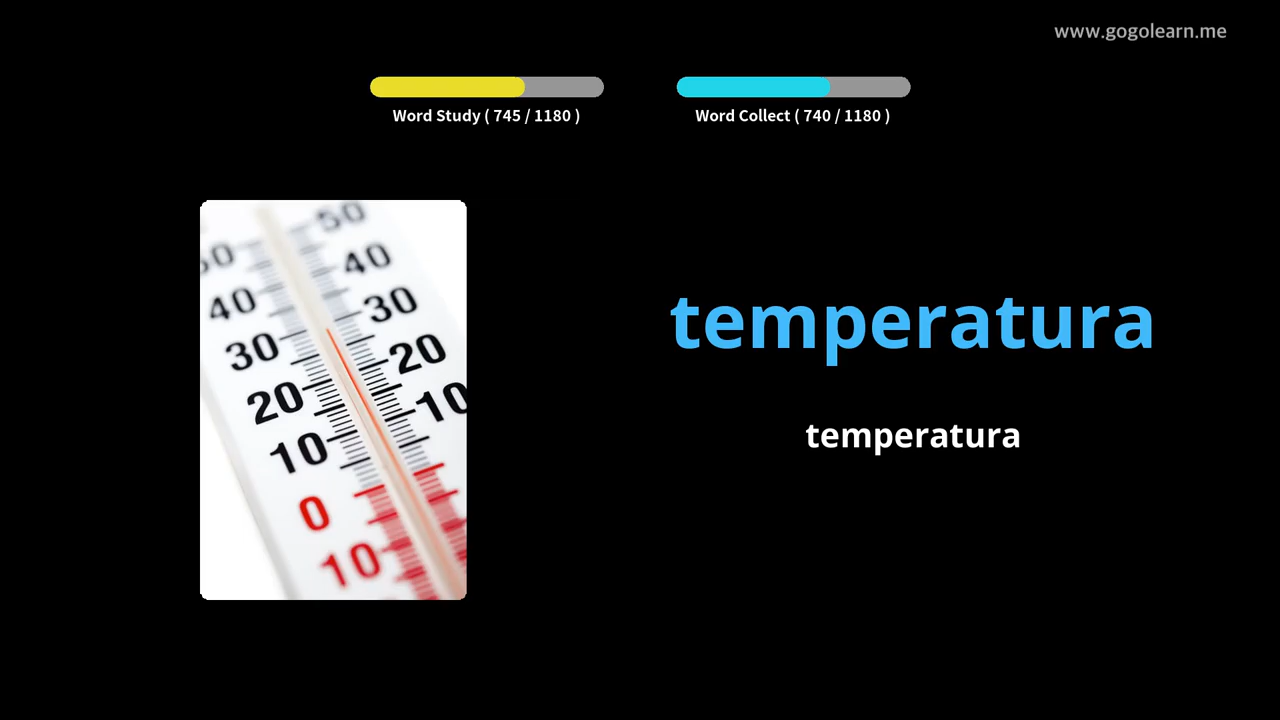 www.gogolearn.me
Word Study ( 745 / 1180 )
Word Collect ( 740 / 1180 )
50
40
40
30
30
20
20
10
10
0
10
temperatura
temperatura